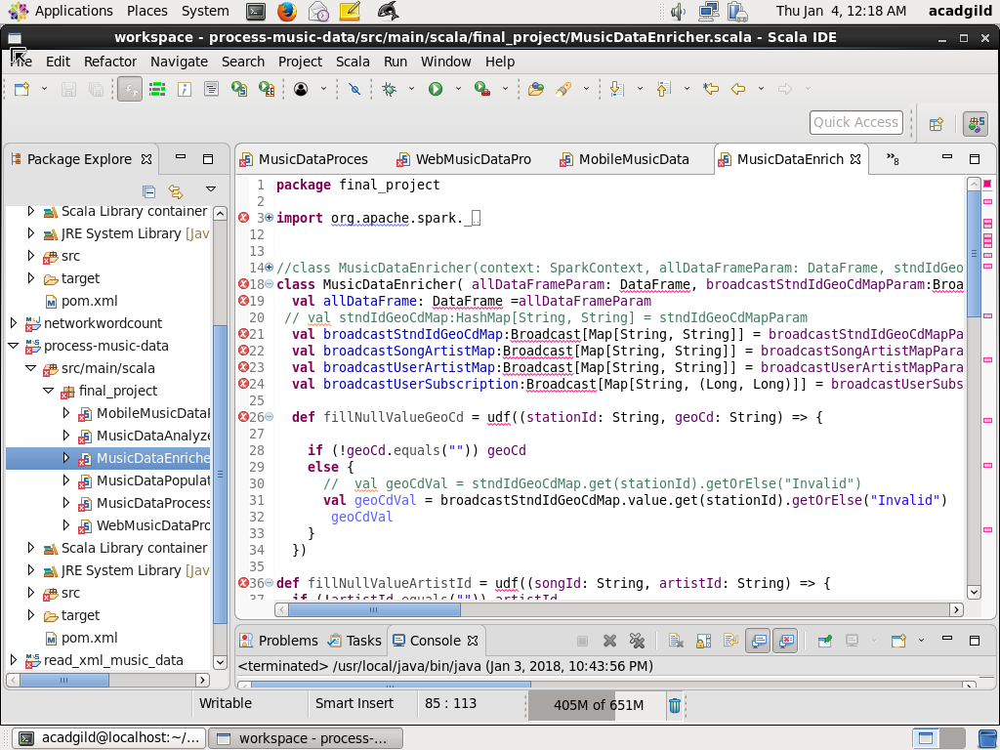 Applications Places System Thu Jan 4, 12:18 AM acadgild
workspace - process-music-data/src/main/scala/final_project/MusicDataEnricher.scala - Scala IDE
Edit Refactor Navigate Search Project Scala Run Window Help
Quick Access
Package Explore
Scala Library container
JRE System Library [Jav
src
target
pom.xml
networkwordcount
process-music-data
src/main/scala
final_project
MobileMusicDataP
MusicDataAnalyze
MusicDataEnriche
MusicDataPopulat
MusicDataProcess
WebMusicDataPro
Scala Library container
JRE System Library [Jav
src
target
pom.xml
read_xml_music_data
MusicDataProces WebMusicDataPro MobileMusicData MusicDataEnrich »8
1 package final_project
2
3 import org.apache.spark._
12
13
14 //class MusicDataEnricher(context: SparkContext, allDataFrameParam: DataFrame, stndIdGeo
18 class MusicDataEnricher( allDataFrameParam: DataFrame, broadcastStndIdGeoCdMapParam:Broa
19 val allDataFrame: DataFrame =allDataFrameParam
20 // val stndIdGeoCdMap:HashMap[String, String] = stndIdGeoCdMapParam
21 val broadcastStndIdGeoCdMap:Broadcast[Map[String, String]] = broadcastStndIdGeoCdMapPa
22 val broadcastSongArtistMap:Broadcast[Map[String, String]] = broadcastSongArtistMapPara
23 val broadcastUserArtistMap:Broadcast[Map[String, String]] = broadcastUserArtistMapPara
24 val broadcastUserSubscription:Broadcast[Map[String, (Long, Long)]] = broadcastUserSubs
25
26 def fillNullValueGeoCd = udf((stationId: String, geoCd: String) => {
27
28 if (!geoCd.equals("")) geoCd
29 else {
30 // val geoCdVal = stndIdGeoCdMap.get(stationId).getOrElse("Invalid")
31 val geoCdVal = broadcastStndIdGeoCdMap.value.get(stationId).getOrElse("Invalid")
32 geoCdVal
33 }
34 })
35
36 def fillNullValueArtistId = udf((songId: String, artistId: String) => {
37 if (!artistId.equals("")) artistId
Problems Tasks Console
<terminated> /usr/local/java/bin/java (Jan 3, 2018, 10:43:56 PM)
Writable Smart Insert 85 : 113 405M of 651M
acadgild@localhost:~/... workspace - process-...